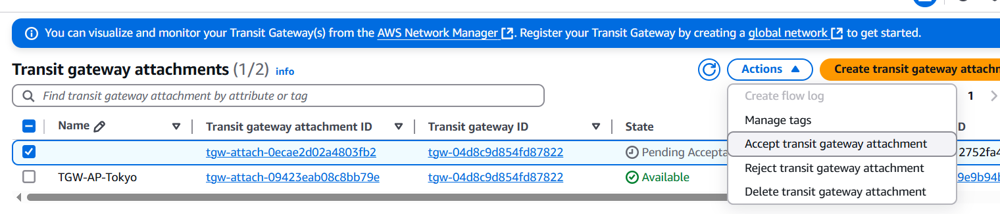 You can visualize and monitor your Transit Gateway(s) from the AWS Network Manager. Register your Transit Gateway by creating a global network to get started.
Transit gateway attachments (1/2) info
Actions
Create transit gateway
Find transit gateway attachment by attribute or tag
1
Create flow log
Manage tags
Accept transit gateway attachment
Reject transit gateway attachment
Delete transit gateway attachment
Name Transit gateway attachment ID Transit gateway ID State
tgw-attach-0ecae2d02a4803fb2 tgw-04d8c9d854fd87822 Pending
TGW-AP-Tokyo tgw-attach-09423eab08c8bb79e tgw-04d8c9d854fd87822 Available